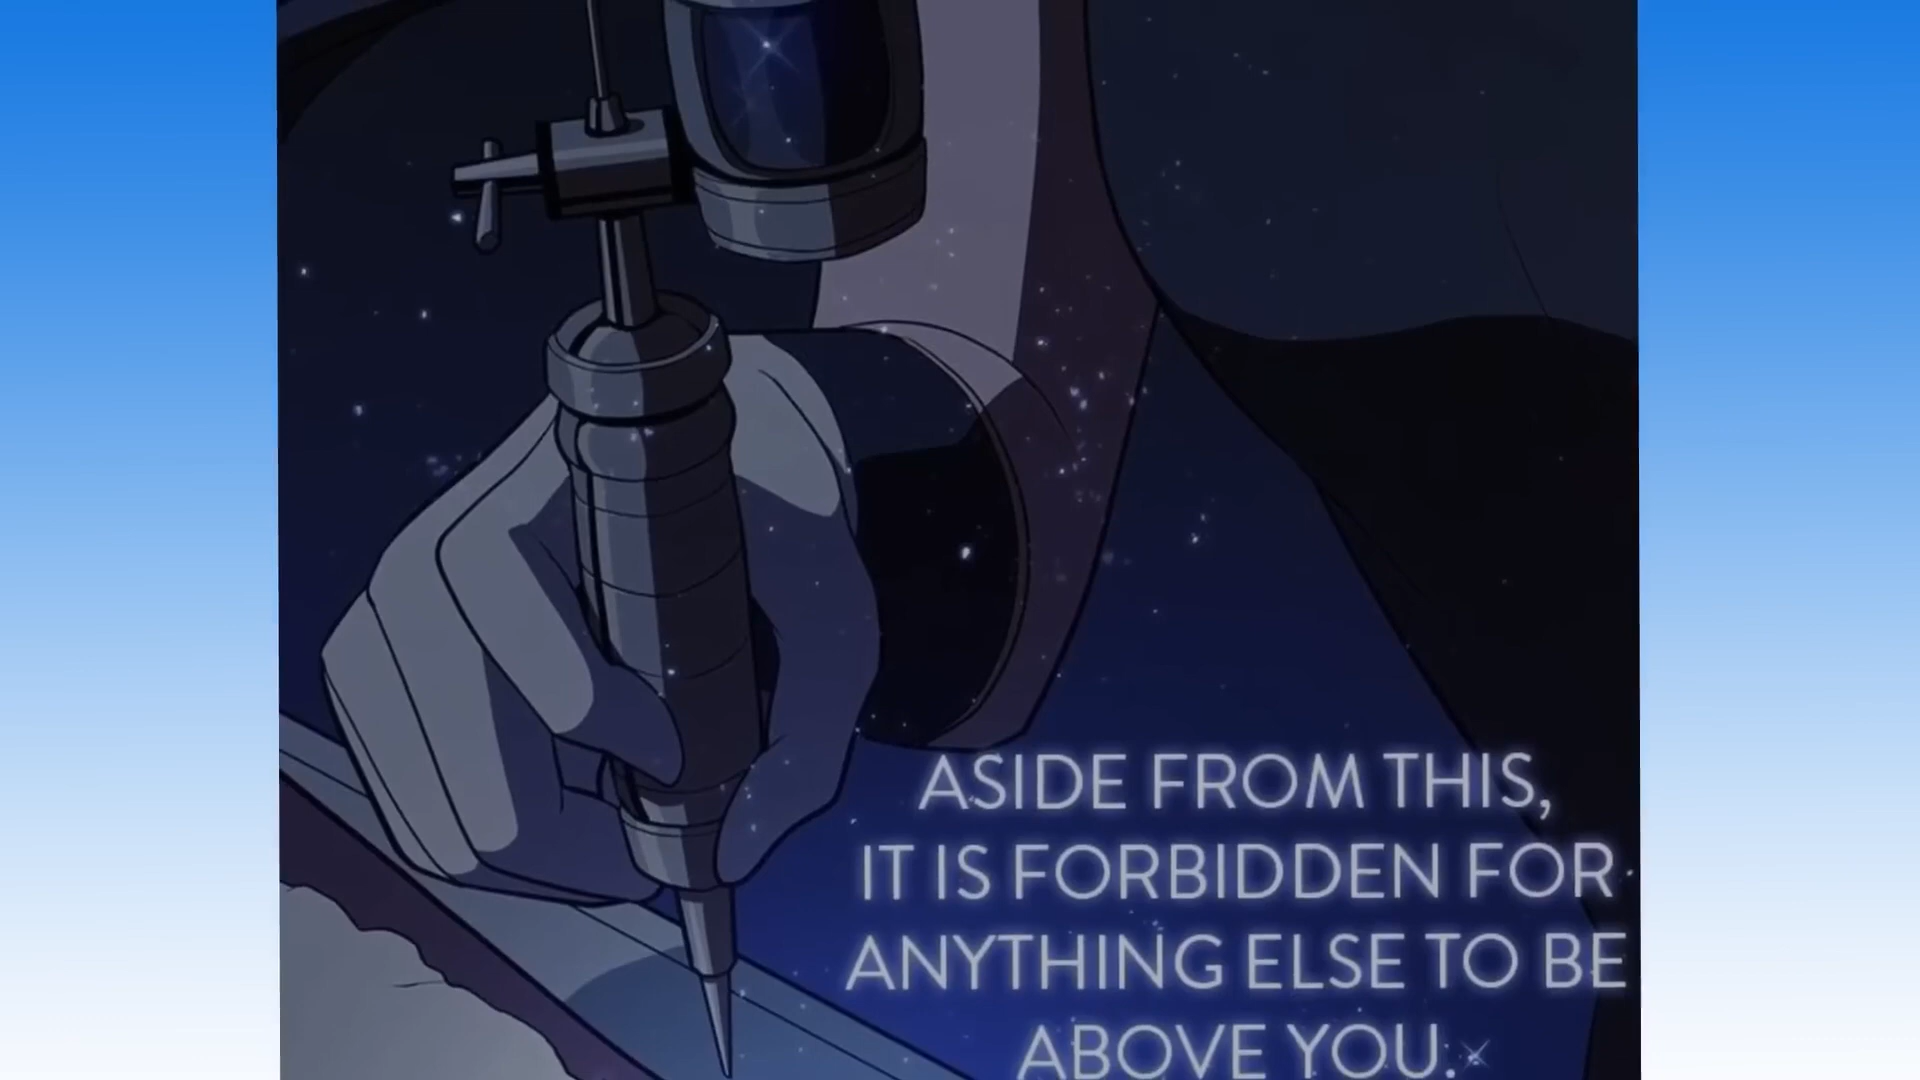 ASIDE FROM THIS,
IT IS FORBIDDEN FOR
ANYTHING ELSE TO BE
ABOVE YOU.